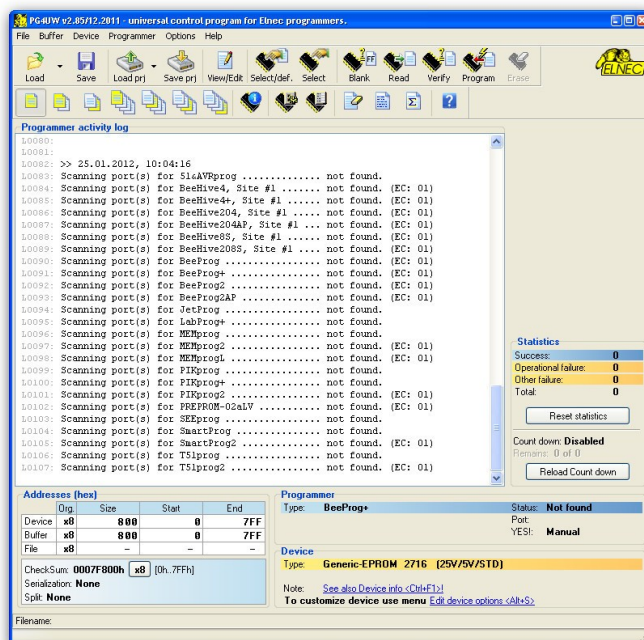 PG4UW v2.85/12.2011 - universal control program for Elnec programmers.
File Buffer Device Programmer Options Help
Load Save Load prj Save prj View/Edit Select/def. Select Blank Read Verify Program Erase
ELNEC
Programmer activity log
L0080:
L0081:
L0082: >> 25.01.2012, 10:04:16
L0083: Scanning port(s) for 51&AVRprog .............. not found.
L0084: Scanning port(s) for BeeHive4, Site #1 ....... not found. (EC: 01)
L0085: Scanning port(s) for BeeHive4+, Site #1 ...... not found. (EC: 01)
L0086: Scanning port(s) for BeeHive204, Site #1 ..... not found. (EC: 01)
L0087: Scanning port(s) for BeeHive204AP, Site #1 ... not found. (EC: 01)
L0088: Scanning port(s) for BeeHive8S, Site #1 ...... not found. (EC: 01)
L0089: Scanning port(s) for BeeHive208S, Site #1 .... not found. (EC: 01)
L0090: Scanning port(s) for BeeProg ................. not found. (EC: 01)
L0091: Scanning port(s) for BeeProg+ ................ not found. (EC: 01)
L0092: Scanning port(s) for BeeProg2 ................ not found. (EC: 01)
L0093: Scanning port(s) for BeeProg2AP .............. not found. (EC: 01)
L0094: Scanning port(s) for JetProg ................. not found.
L0095: Scanning port(s) for LabProg+ ................ not found.
L0096: Scanning port(s) for MEMprog ................. not found.
L0097: Scanning port(s) for MEMprog2 ................ not found. (EC: 01)
L0098: Scanning port(s) for MEMprogL ................ not found. (EC: 01)
L0099: Scanning port(s) for PIKprog ................. not found.
L0100: Scanning port(s) for PIKprog+ ................ not found.
L0101: Scanning port(s) for PIKprog2 ................ not found. (EC: 01)
L0102: Scanning port(s) for PREPROM-02aLV ........... not found. (EC: 01)
L0103: Scanning port(s) for SEEprog ................. not found.
L0104: Scanning port(s) for SmartProg ............... not found.
L0105: Scanning port(s) for SmartProg2 .............. not found. (EC: 01)
L0106: Scanning port(s) for T51prog ................. not found.
L0107: Scanning port(s) for T51prog2 ................ not found. (EC: 01)
Statistics
Success: 0
Operational failure: 0
Other failure: 0
Total: 0
Reset statistics
Count down: Disabled
Remains: 0 of 0
Reload Count down
Addresses (hex)
Org. Size Start End
Device x8 800 0 7FF
Buffer x8 800 0 7FF
File x8 - - -
CheckSum: 0007F800h x8 [0h..7FFh]
Serialization: None
Split: None
Programmer
Type: BeeProg+ Status: Not found
Port:
YES!: Manual
Device
Type: Generic-EPROM 2716 (25V/5V/STD)
Note: See also Device info <Ctrl+F1>!
To customize device use menu Edit device options <Alt+S>
Filename: